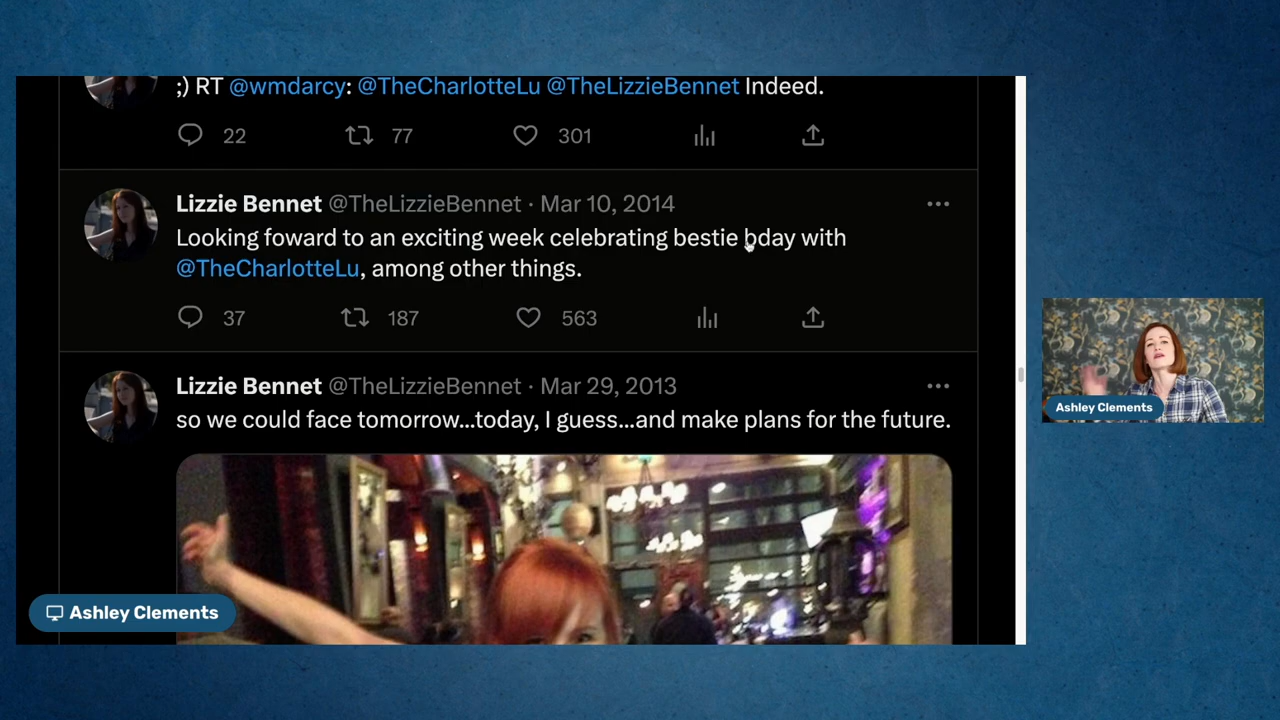 ;) RT @wmdarcy: @TheCharlotteLu @TheLizzieBennet Indeed.
22 77 301
Lizzie Bennet @TheLizzieBennet · Mar 10, 2014
Looking foward to an exciting week celebrating bestie bday with
@TheCharlotteLu, among other things.
37 187 563
Lizzie Bennet @TheLizzieBennet · Mar 29, 2013
so we could face tomorrow...today, I guess...and make plans for the future.
Ashley Clements
Ashley Clements